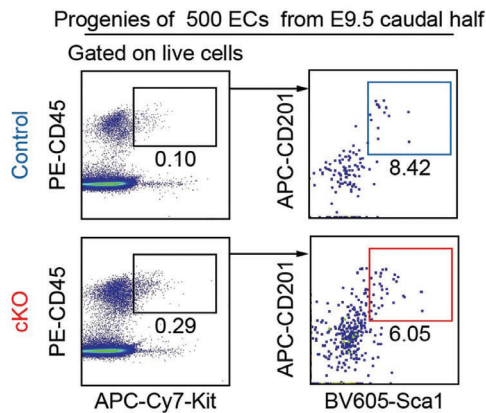 Progenies of 500 ECs from E9.5 caudal half
Gated on live cells
Control
PE-CD45
0.10
APC-CD201
8.42
cKO
PE-CD45
0.29
APC-CD201
6.05
APC-Cy7-Kit
BV605-Sca1